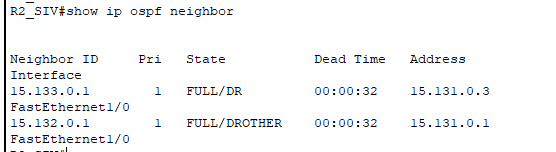 R2_SIV#show ip ospf neighbor
Neighbor ID Pri State Dead Time Address
Interface
15.133.0.1 1 FULL/DR 00:00:32 15.131.0.3
FastEthernet1/0
15.132.0.1 1 FULL/DROTHER 00:00:32 15.131.0.1
FastEthernet1/0